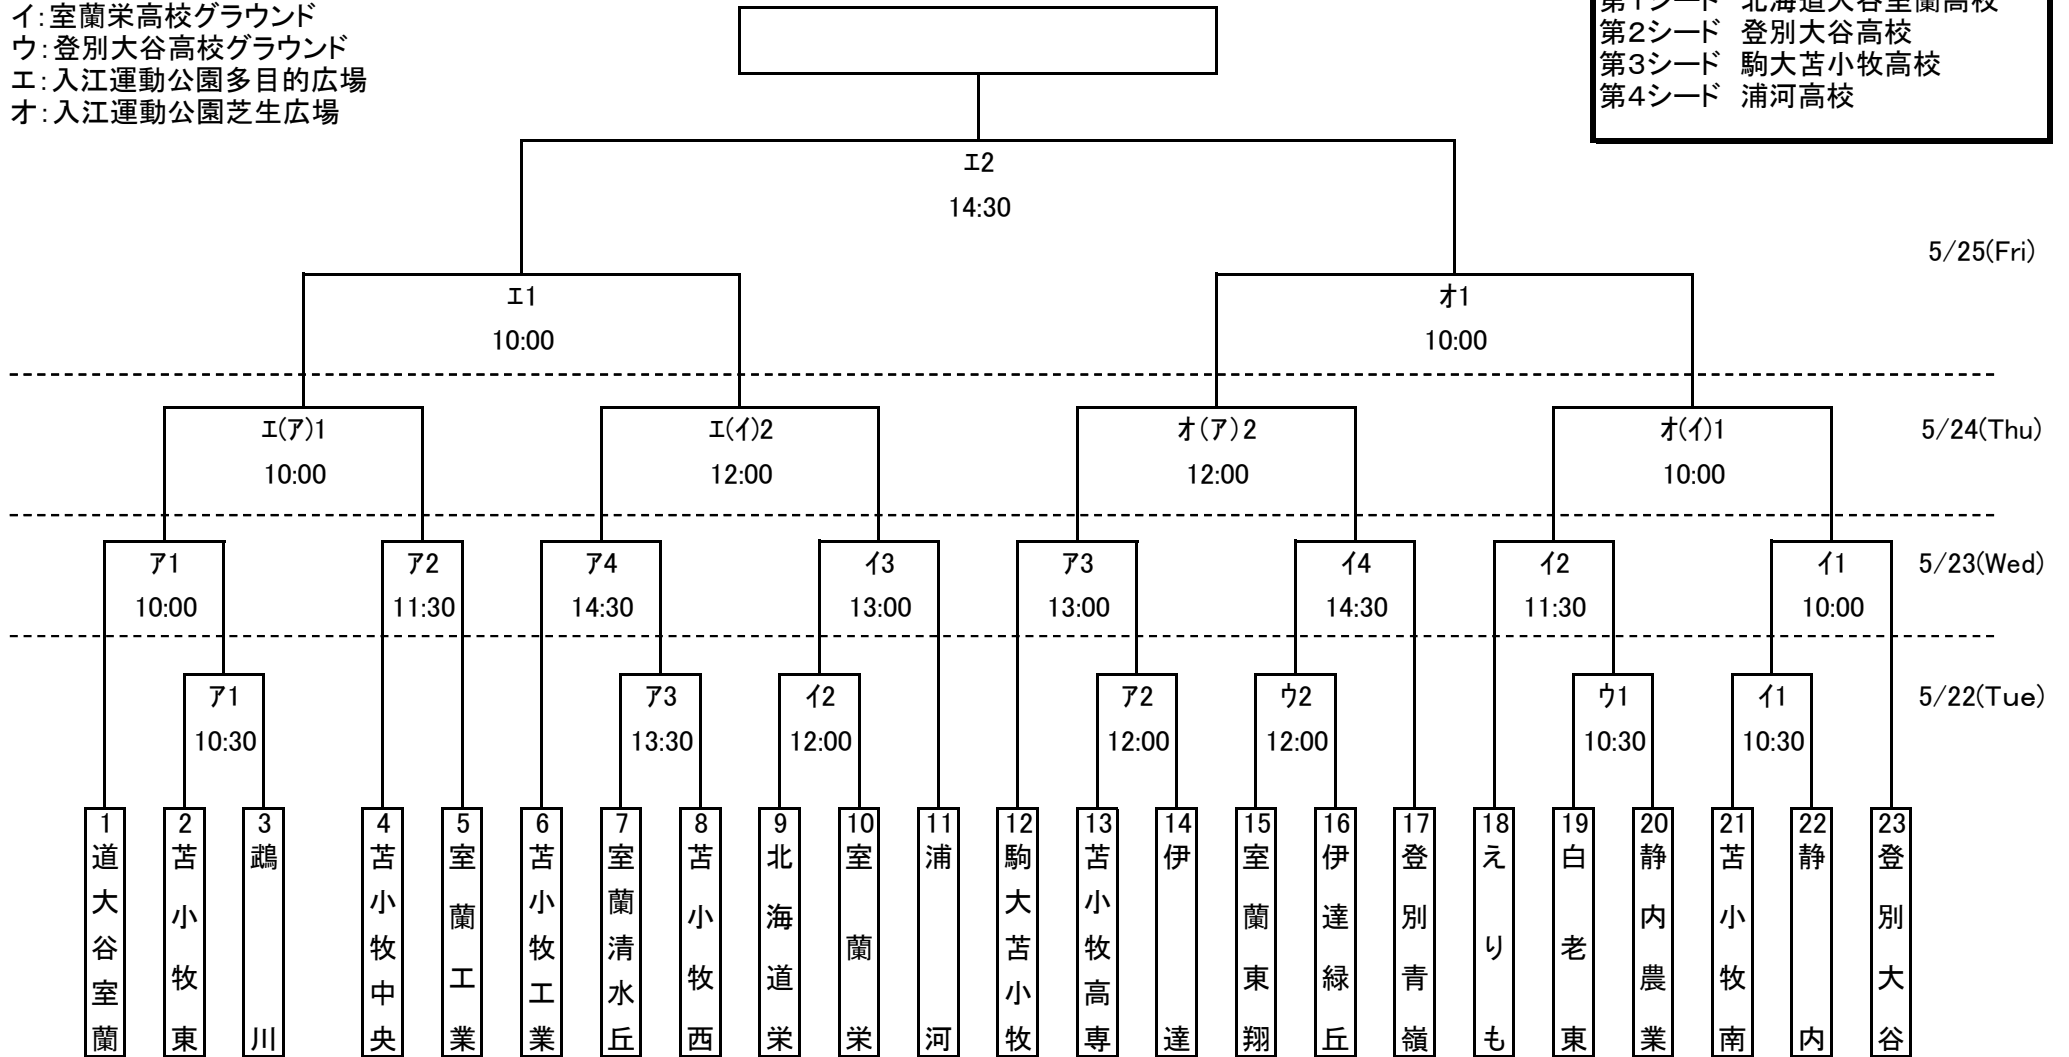 イ:室蘭栄高校グラウンド
ウ:登別大谷高校グラウンド
エ:入江運動公園多目的広場
オ:入江運動公園芝生広場
第1シード 北海道大谷室蘭高校
第2シード 登別大谷高校
第3シード 駒大苫小牧高校
第4シード 浦河高校
エ2
14:30
5/25(Fri)
エ1
オ1
10:00
10:00
エ(ア)1
エ(イ)2
オ(ア)2
オ(イ)1
5/24(Thu)
10:00
12:00
12:00
10:00
ア1
ア2
ア4
イ3
ア3
イ4
イ2
イ1
5/23(Wed)
10:00
11:30
14:30
13:00
13:00
14:30
11:30
10:00
ア1
ア3
イ2
ア2
ウ2
ウ1
イ1
5/22(Tue)
10:30
13:30
12:00
12:00
12:00
10:30
10:30
1 道大谷室蘭
2 苫小牧東
3 鵡川
4 苫小牧中央
5 室蘭工業
6 苫小牧工業
7 室蘭清水丘
8 苫小牧西
9 北海道栄
10 室蘭栄
11 浦河
12 駒大苫小牧
13 苫小牧高専
14 伊達
15 室蘭東翔
16 伊達緑丘
17 登別青嶺
18 えりも
19 白老東
20 静内農業
21 苫小牧南
22 静内
23 登別大谷